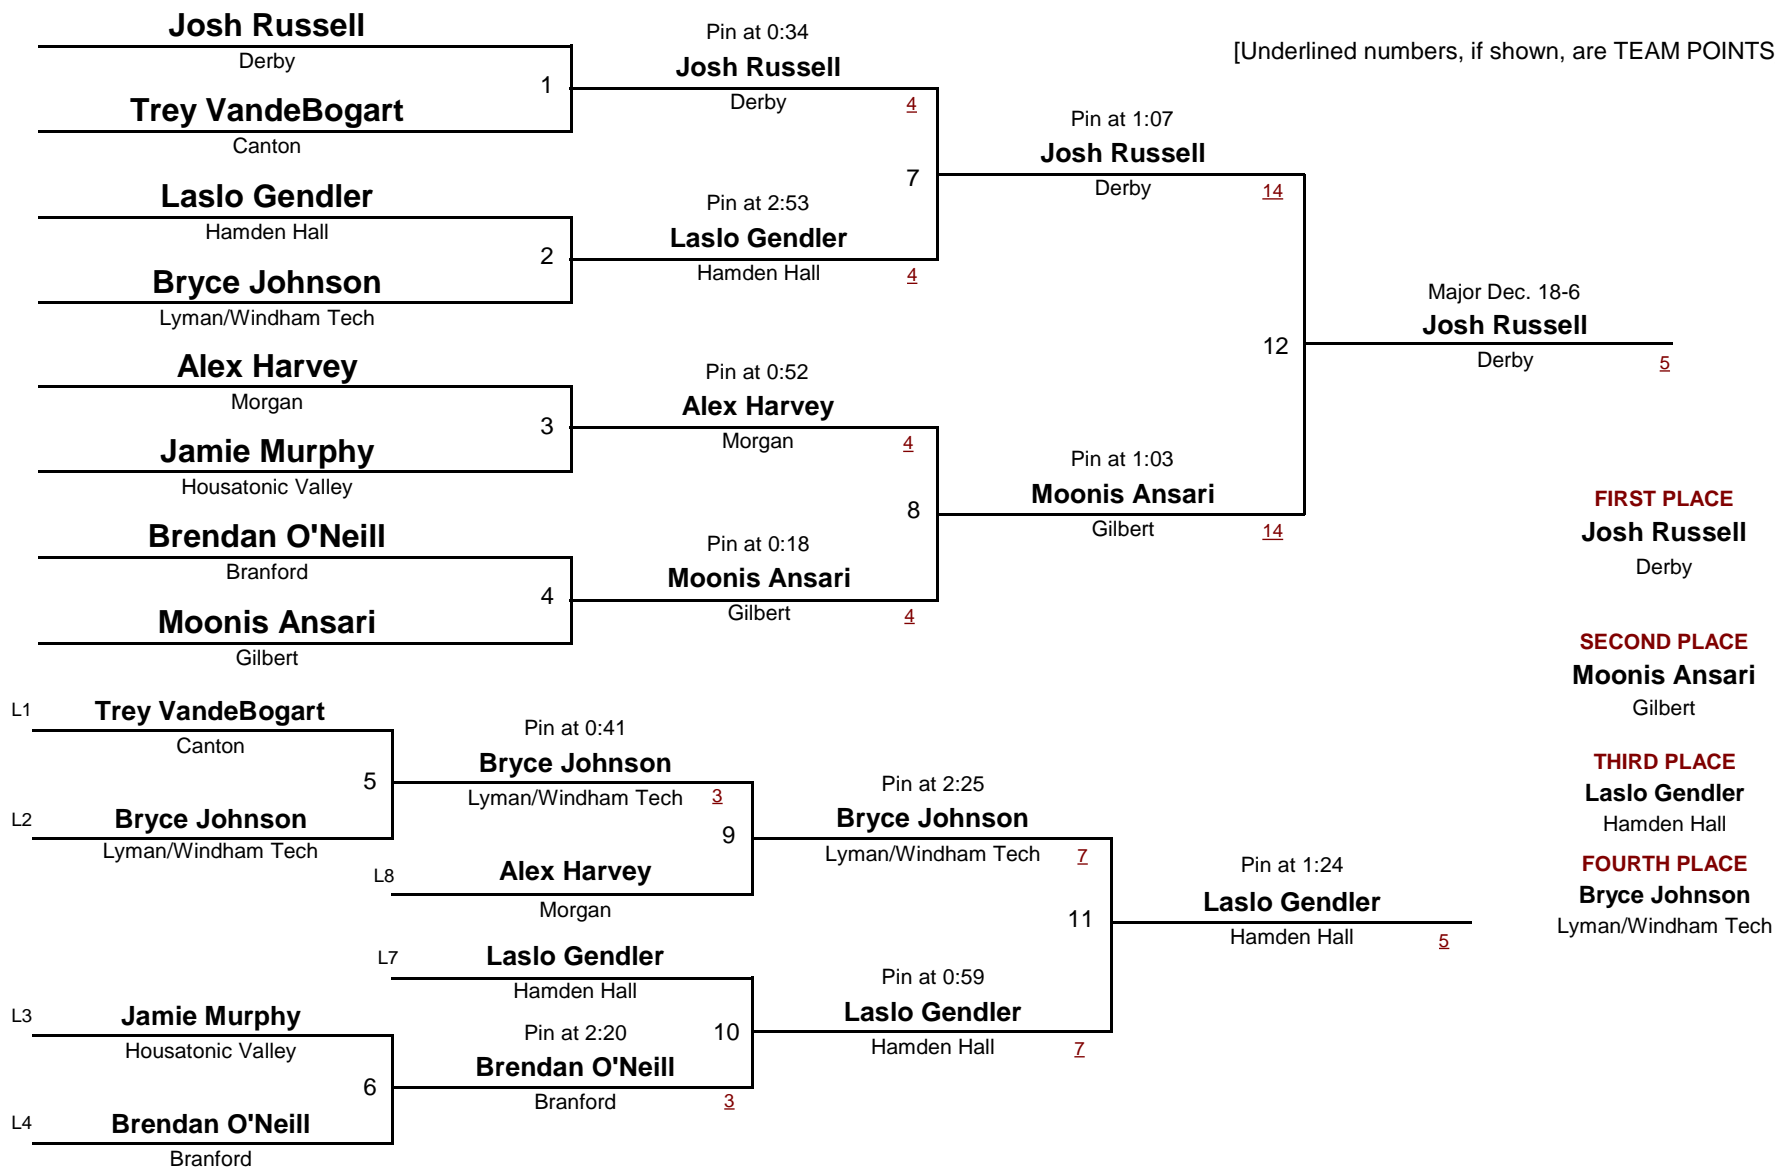 [Underlined numbers, if shown, are TEAM POINTS
Josh Russell
Derby
1
Trey VandeBogart
Canton
Laslo Gendler
Hamden Hall
2
Bryce Johnson
Lyman/Windham Tech
Alex Harvey
Morgan
3
Jamie Murphy
Housatonic Valley
Brendan O'Neill
Branford
4
Moonis Ansari
Gilbert
Pin at 0:34
Josh Russell
Derby 4
7
Pin at 2:53
Laslo Gendler
Hamden Hall 4
Pin at 0:52
Alex Harvey
Morgan 4
8
Pin at 0:18
Moonis Ansari
Gilbert 4
Pin at 1:07
Josh Russell
Derby 14
12
Pin at 1:03
Moonis Ansari
Gilbert 14
Major Dec. 18-6
Josh Russell
Derby 5
FIRST PLACE
Josh Russell
Derby
SECOND PLACE
Moonis Ansari
Gilbert
THIRD PLACE
Laslo Gendler
Hamden Hall
FOURTH PLACE
Bryce Johnson
Lyman/Windham Tech
L1 Trey VandeBogart
Canton
5
L2 Bryce Johnson
Lyman/Windham Tech
L3 Jamie Murphy
Housatonic Valley
6
L4 Brendan O'Neill
Branford
Pin at 0:41
Bryce Johnson
Lyman/Windham Tech 3
9
L8 Alex Harvey
Morgan
L7 Laslo Gendler
Hamden Hall
10
Pin at 2:20
Brendan O'Neill
Branford 3
Pin at 2:25
Bryce Johnson
Lyman/Windham Tech 7
11
Pin at 0:59
Laslo Gendler
Hamden Hall 7
Pin at 1:24
Laslo Gendler
Hamden Hall 5